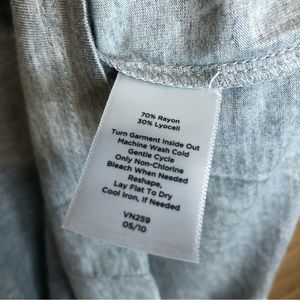 70% Rayon
30% Lyocell
Turn Garment Inside Out
Machine Wash Cold
Gentle Cycle
Only Non-Chlorine
Bleach When Needed
Reshape,
Lay Flat To Dry
Cool Iron, If Needed
VN259
05/10